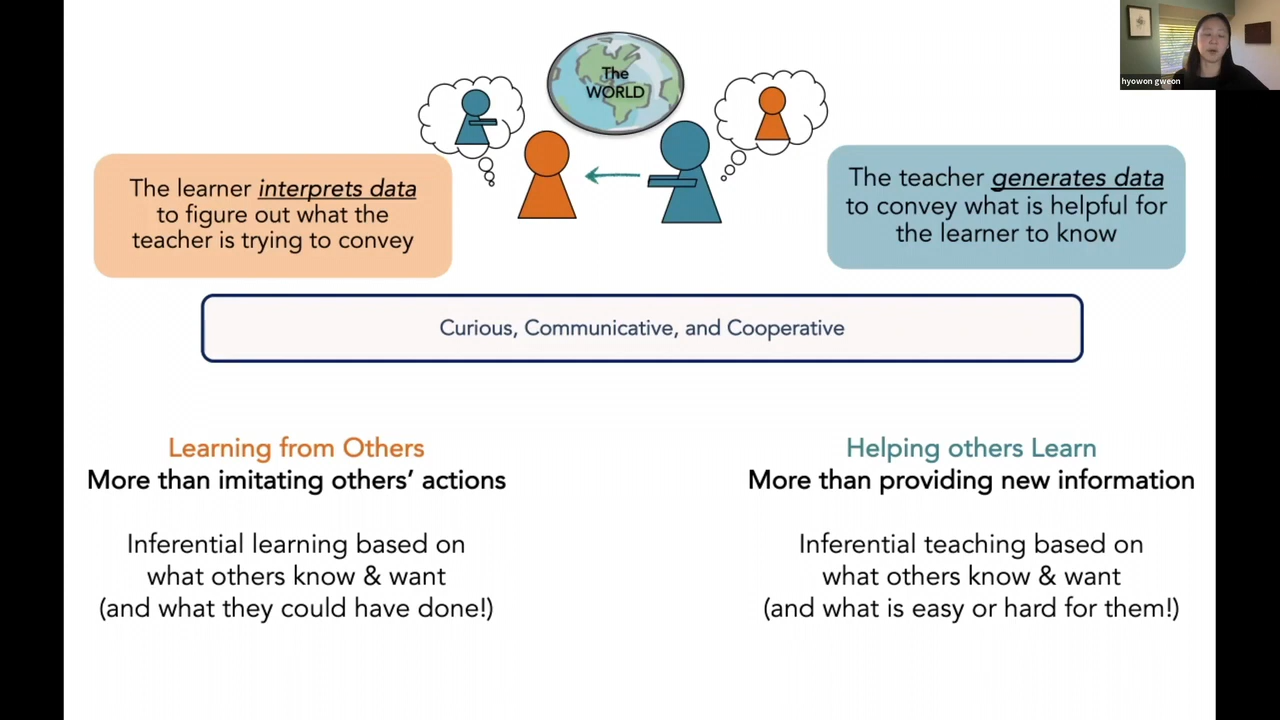 The
WORLD
hyowon gweon
The learner interprets data
to figure out what the
teacher is trying to convey
The teacher generates data
to convey what is helpful for
the learner to know
Curious, Communicative, and Cooperative
Learning from Others
More than imitating others’ actions
Inferential learning based on
what others know & want
(and what they could have done!)
Helping others Learn
More than providing new information
Inferential teaching based on
what others know & want
(and what is easy or hard for them!)